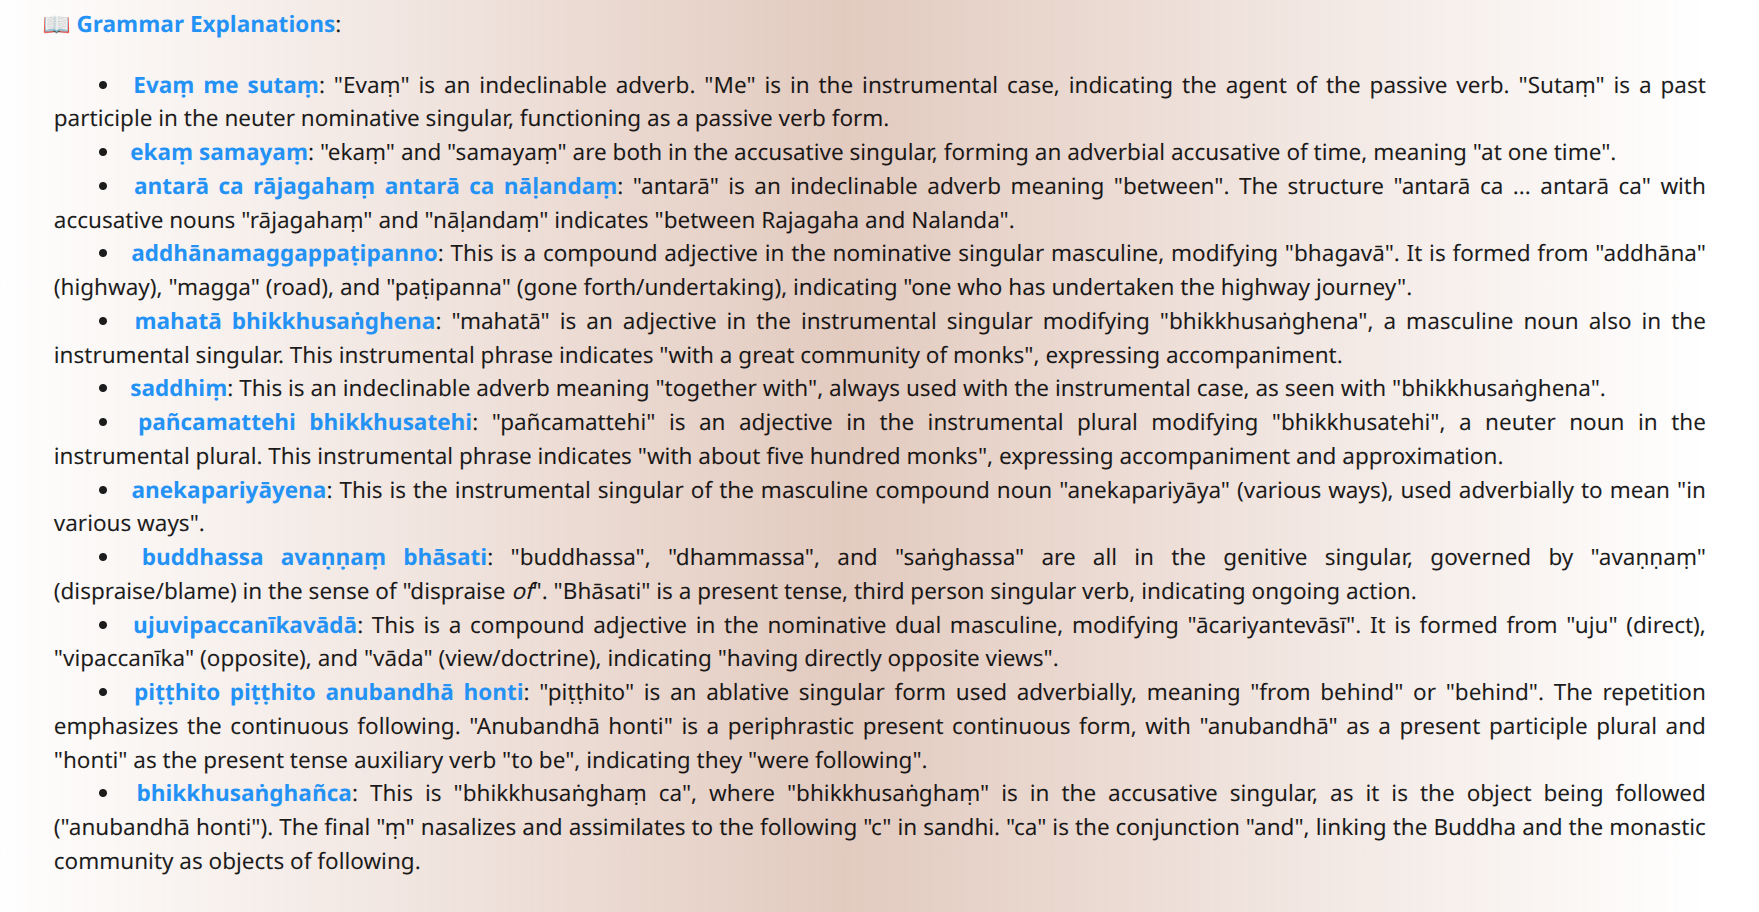 📖 Grammar Explanations:
• Evaṃ me sutaṃ: "Evaṃ" is an indeclinable adverb. "Me" is in the instrumental case, indicating the agent of the passive verb. "Sutaṃ" is a past
participle in the neuter nominative singular, functioning as a passive verb form.
• ekaṃ samayaṃ: "ekaṃ" and "samayaṃ" are both in the accusative singular, forming an adverbial accusative of time, meaning "at one time".
• antarā ca rājagahaṃ antarā ca nāḷandaṃ: "antarā" is an indeclinable adverb meaning "between". The structure "antarā ca ... antarā ca" with
accusative nouns "rājagahaṃ" and "nāḷandaṃ" indicates "between Rajagaha and Nalanda".
• addhānamaggappaṭipanno: This is a compound adjective in the nominative singular masculine, modifying "bhagavā". It is formed from "addhāna"
(highway), "magga" (road), and "paṭipanna" (gone forth/undertaking), indicating "one who has undertaken the highway journey".
• mahatā bhikkhusaṅghena: "mahatā" is an adjective in the instrumental singular modifying "bhikkhusaṅghena", a masculine noun also in the
instrumental singular. This instrumental phrase indicates "with a great community of monks", expressing accompaniment.
• saddhiṃ: This is an indeclinable adverb meaning "together with", always used with the instrumental case, as seen with "bhikkhusaṅghena".
• pañcamattehi bhikkhusatehi: "pañcamattehi" is an adjective in the instrumental plural modifying "bhikkhusatehi", a neuter noun in the
instrumental plural. This instrumental phrase indicates "with about five hundred monks", expressing accompaniment and approximation.
• anekapariyāyena: This is the instrumental singular of the masculine compound noun "anekapariyāya" (various ways), used adverbially to mean "in
various ways".
• buddhassa avaṇṇaṃ bhāsati: "buddhassa", "dhammassa", and "saṅghassa" are all in the genitive singular, governed by "avaṇṇaṃ"
(dispraise/blame) in the sense of "dispraise of". "Bhāsati" is a present tense, third person singular verb, indicating ongoing action.
• ujuvipaccanīkavādā: This is a compound adjective in the nominative dual masculine, modifying "ācariyantevāsī". It is formed from "uju" (direct),
"vipaccanīka" (opposite), and "vāda" (view/doctrine), indicating "having directly opposite views".
• piṭṭhito piṭṭhito anubandhā honti: "piṭṭhito" is an ablative singular form used adverbially, meaning "from behind" or "behind". The repetition
emphasizes the continuous following. "Anubandhā honti" is a periphrastic present continuous form, with "anubandhā" as a present participle plural and
"honti" as the present tense auxiliary verb "to be", indicating they "were following".
• bhikkhusaṅghañca: This is "bhikkhusaṅghaṃ ca", where "bhikkhusaṅghaṃ" is in the accusative singular, as it is the object being followed
("anubandhā honti"). The final "ṃ" nasalizes and assimilates to the following "c" in sandhi. "ca" is the conjunction "and", linking the Buddha and the monastic
community as objects of following.